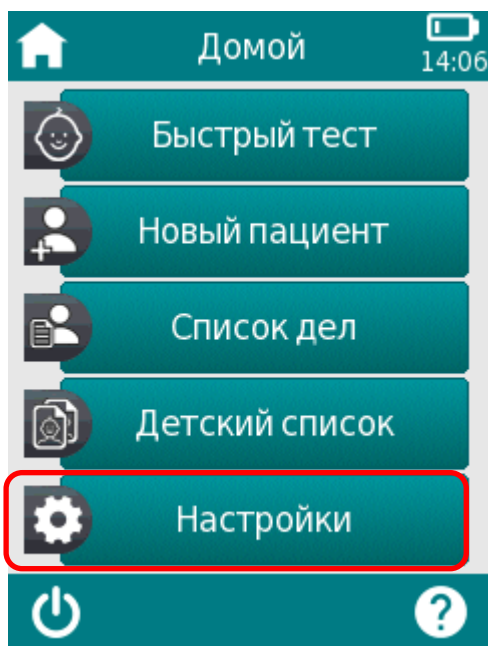 Домой
14:06
Быстрый тест
Новый пациент
Список дел
Детский список
Настройки
?